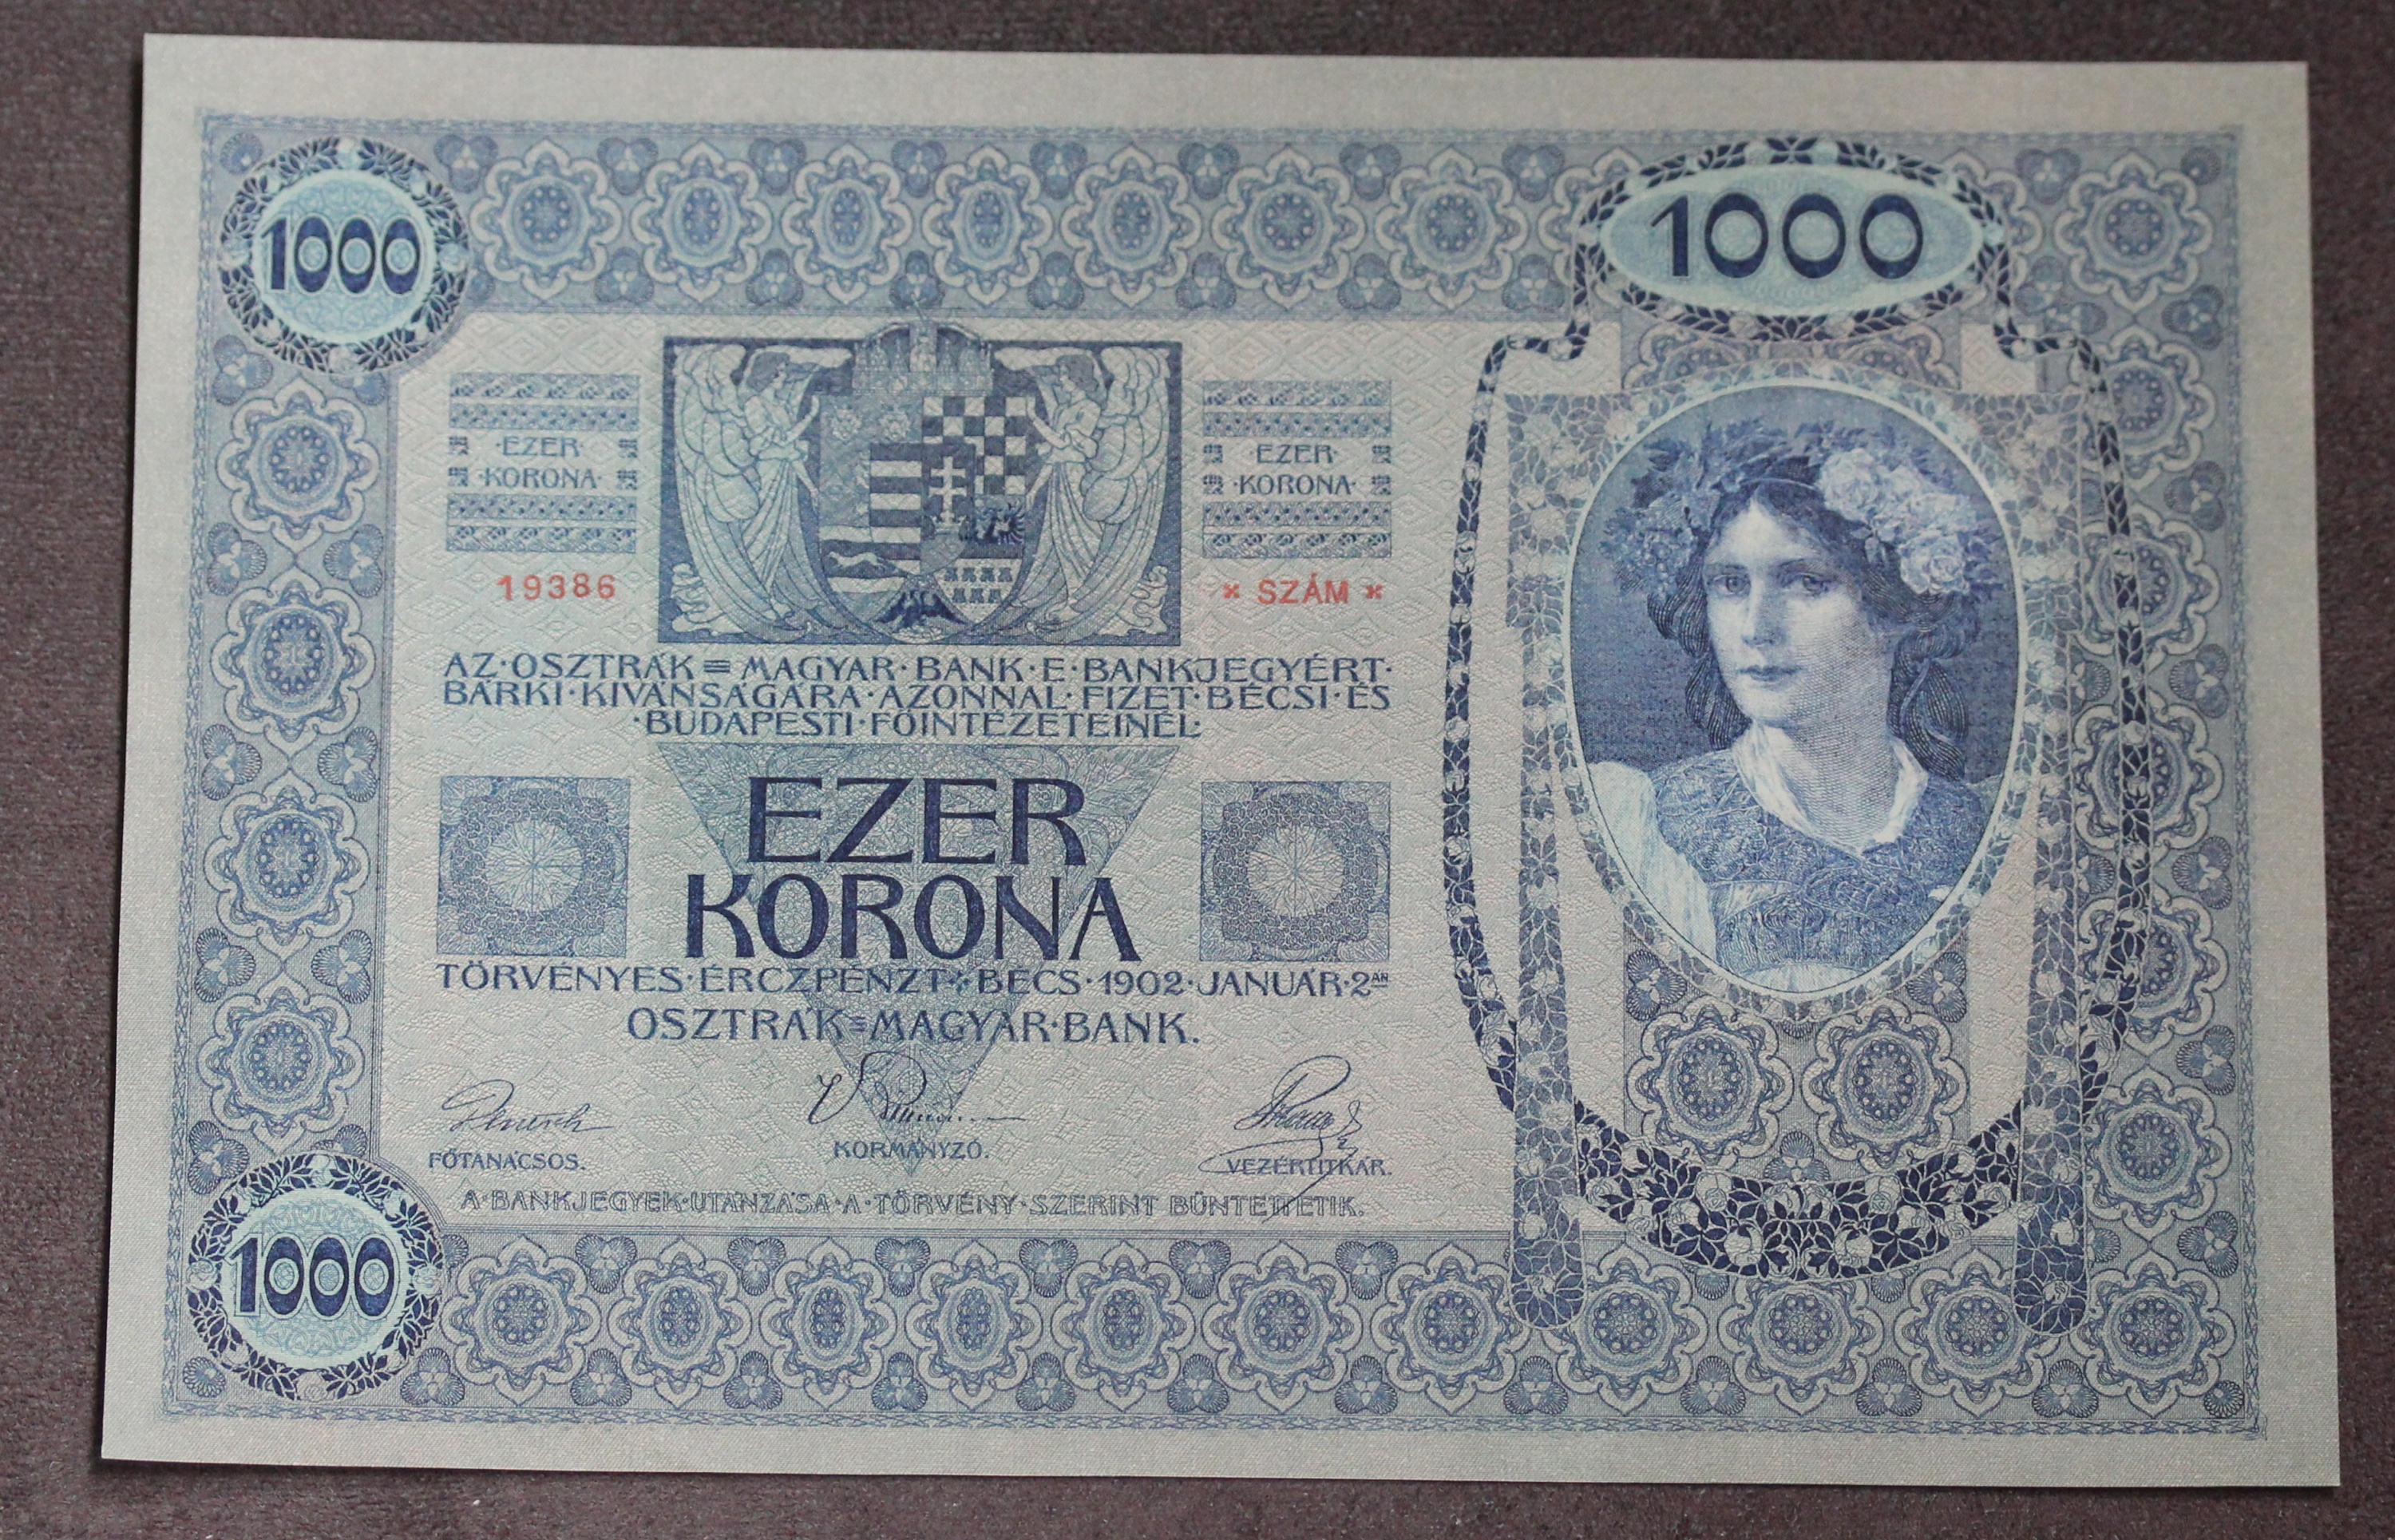 1000
1000
·EZER·
·KORONA·
·EZER·
·KORONA·
19386
× SZÁM ×
AZ·OSZTRÁK=MAGYAR·BANK·E·BANKJEGYÉRT·
BÁRKI·KIVÁNSÁGÁRA·AZONNAL·FIZET·BÉCSI·ÉS
·BUDAPESTI·FŐINTÉZETEINÉL:
EZER
KORONA
TÖRVÉNYES·ÉRCZPÉNZT·BÉCS·1902·JANUÁR·2ÁN
OSZTRÁK=MAGYAR·BANK.
FŐTANÁCSOS.
KORMÁNYZÓ.
VEZÉRTITKÁR.
A·BANKJEGYEK·UTÁNZÁSA·A·TÖRVÉNY·SZERINT BÜNTETTETIK.
1000